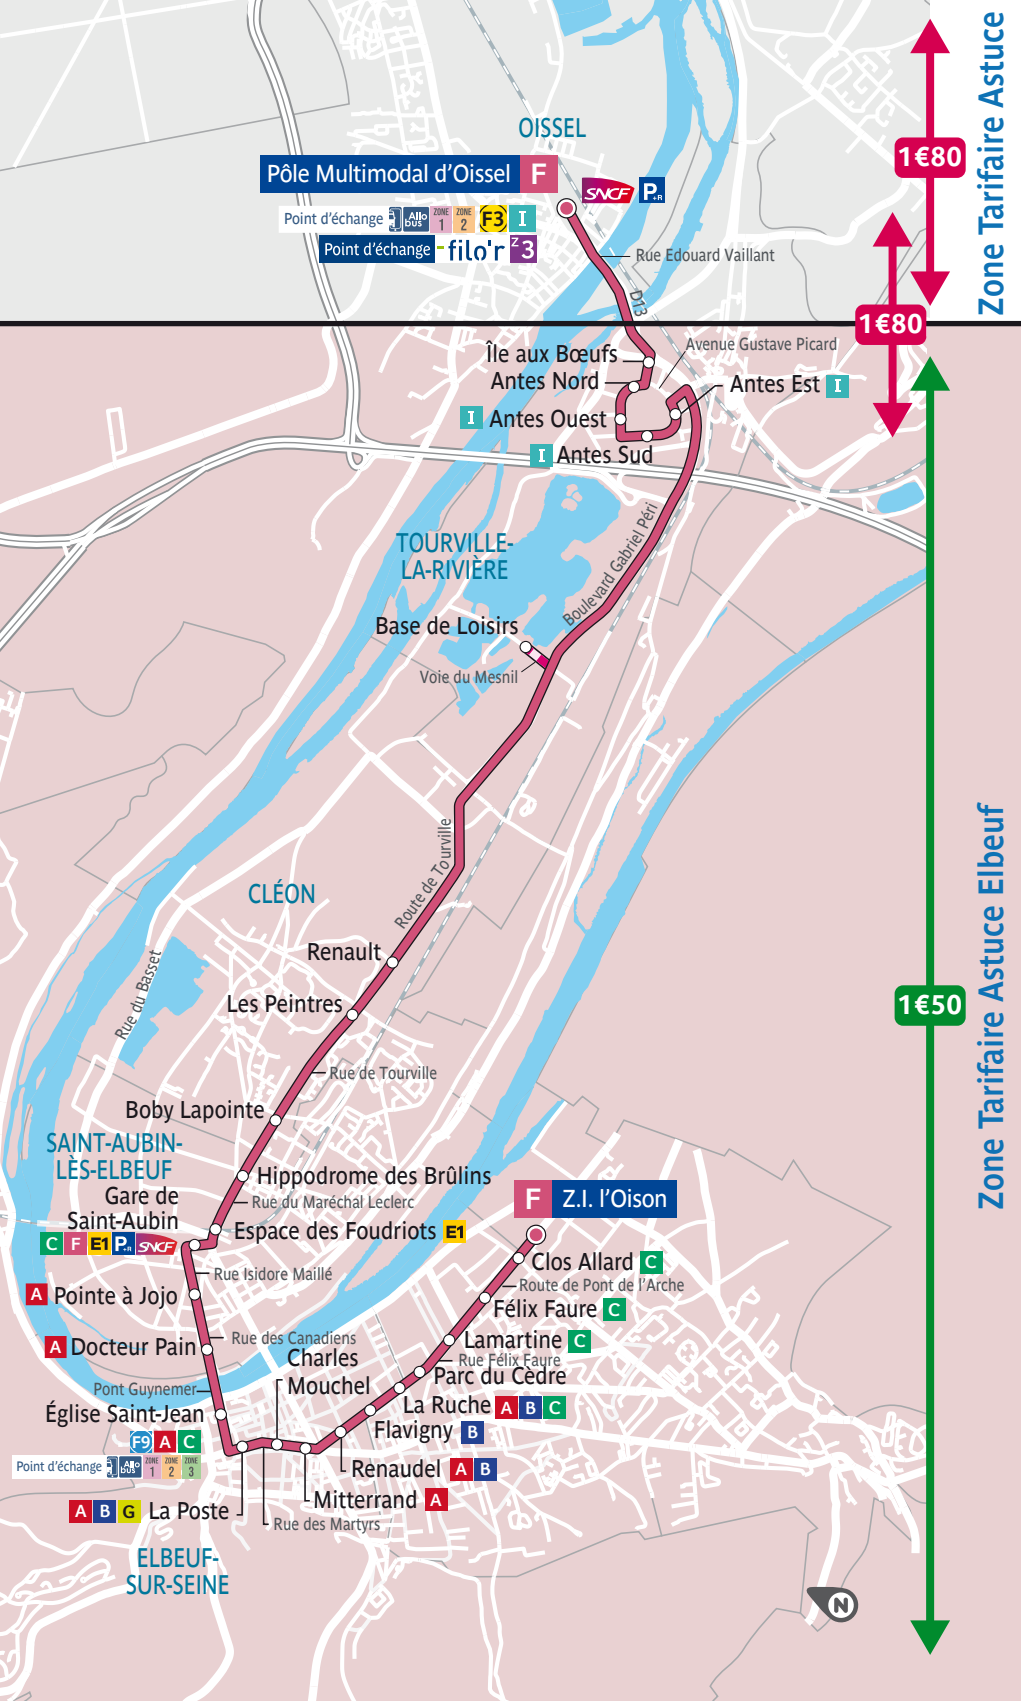 Zone Tarifaire Astuce
1€80
OISSEL
Pôle Multimodal d'Oissel F
SNCF P+R
Point d'échange Allo bus ZONE 1 ZONE 2 F3 I
Point d'échange filo'r Z3
Rue Edouard Vaillant
D13
1€80
Avenue Gustave Picard
Île aux Bœufs
Antes Nord
Antes Est I
I Antes Ouest
I Antes Sud
TOURVILLE-
LA-RIVIÈRE
Boulevard Gabriel Péri
Base de Loisirs
Voie du Mesnil
Zone Tarifaire Astuce Elbeuf
1€50
Route de Tourville
CLÉON
Renault
Rue du Basset
Les Peintres
Rue de Tourville
Boby Lapointe
SAINT-AUBIN-
LÈS-ELBEUF
Hippodrome des Brûlins
Gare de
Saint-Aubin
C F E1 P+R SNCF
Rue du Maréchal Leclerc
Espace des Foudriots E1
F Z.I. l'Oison
Clos Allard C
Rue Isidore Maillé
Route de Pont de l'Arche
A Pointe à Jojo
Félix Faure C
A Docteur Pain
Rue des Canadiens
Lamartine C
Charles
Mouchel
Rue Félix Faure
Parc du Cèdre
Pont Guynemer
La Ruche A B C
Église Saint-Jean
F9 A C
Flavigny B
Point d'échange Allo bus ZONE 1 ZONE 2 ZONE 3
Renaudel A B
Mitterrand A
A B G La Poste
Rue des Martyrs
ELBEUF-
SUR-SEINE
N